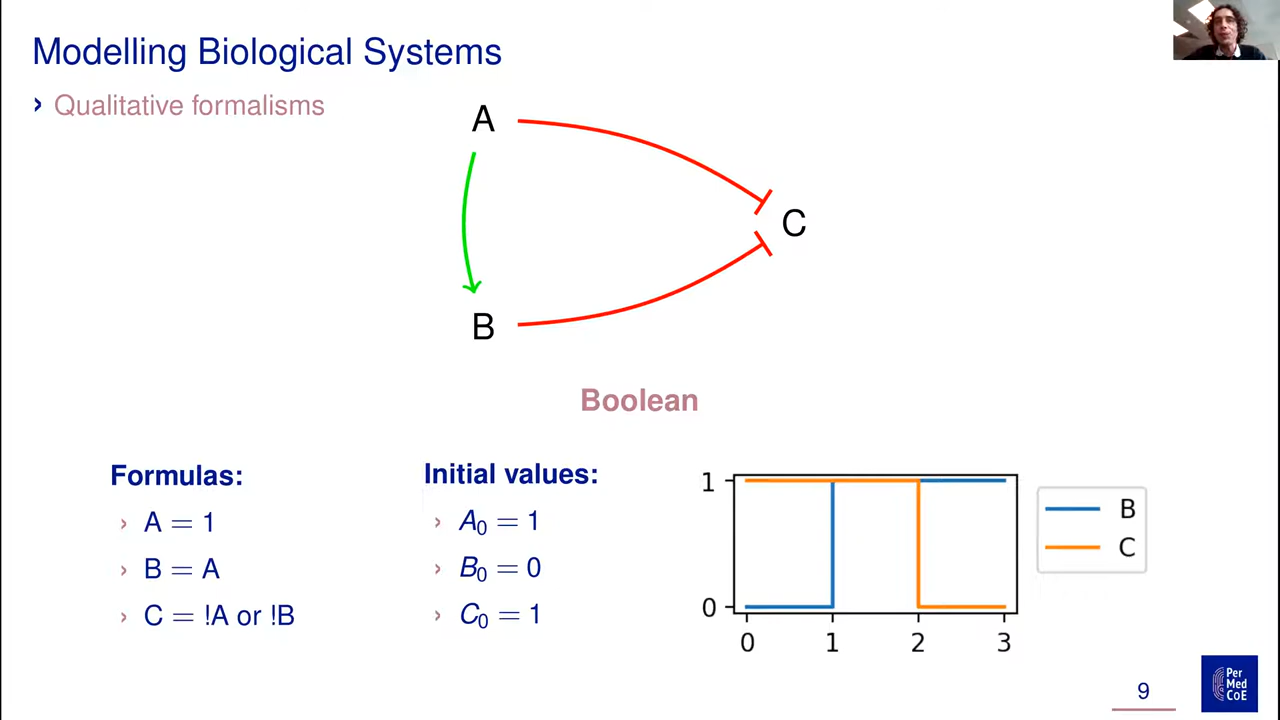 Modelling Biological Systems
› Qualitative formalisms
A
C
B
Boolean
Formulas:
› A = 1
› B = A
› C = !A or !B
Initial values:
› A₀ = 1
› B₀ = 0
› C₀ = 1
1
0
0 1 2 3
B
C
9
Per
Med
CoE